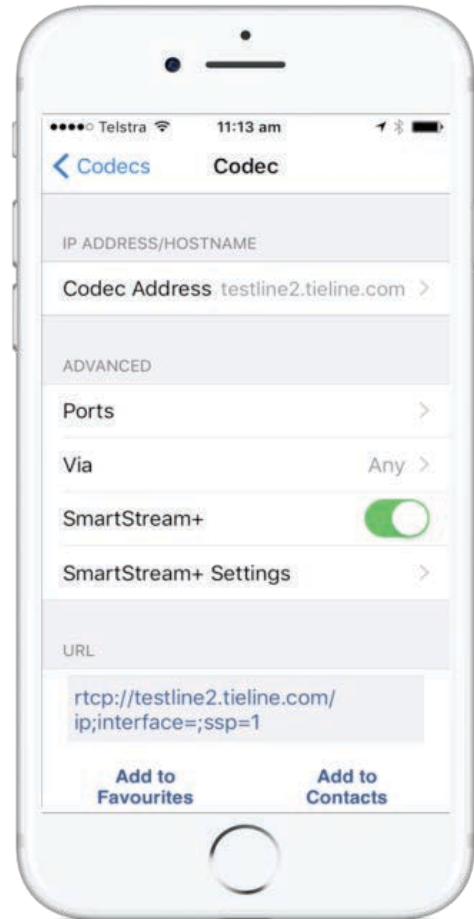 Telstra 11:13 am
Codecs Codec
IP ADDRESS/HOSTNAME
Codec Address testline2.tieline.com
ADVANCED
Ports
Via Any
SmartStream+
SmartStream+ Settings
URL
rtcp://testline2.tieline.com/
ip;interface=;ssp=1
Add to Add to
Favourites Contacts